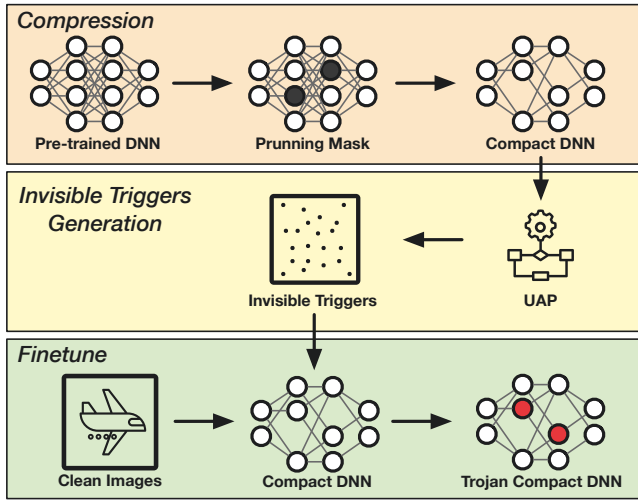 Compression
Pre-trained DNN
Prunning Mask
Compact DNN
Invisible Triggers
Generation
Invisible Triggers
UAP
Finetune
Clean Images
Compact DNN
Trojan Compact DNN